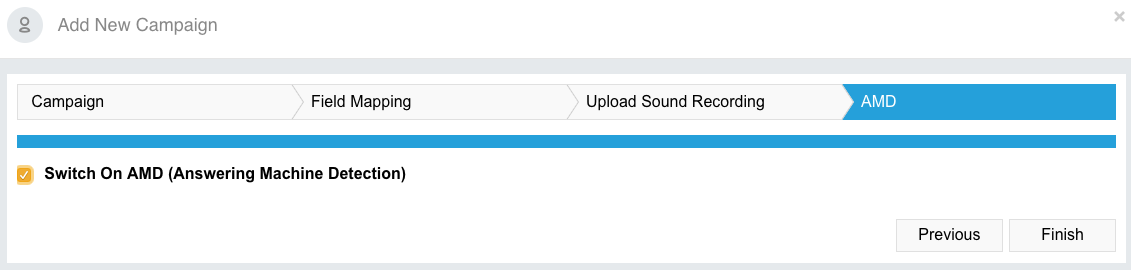 Add New Campaign
Campaign
Field Mapping
Upload Sound Recording
AMD
Switch On AMD (Answering Machine Detection)
Previous
Finish